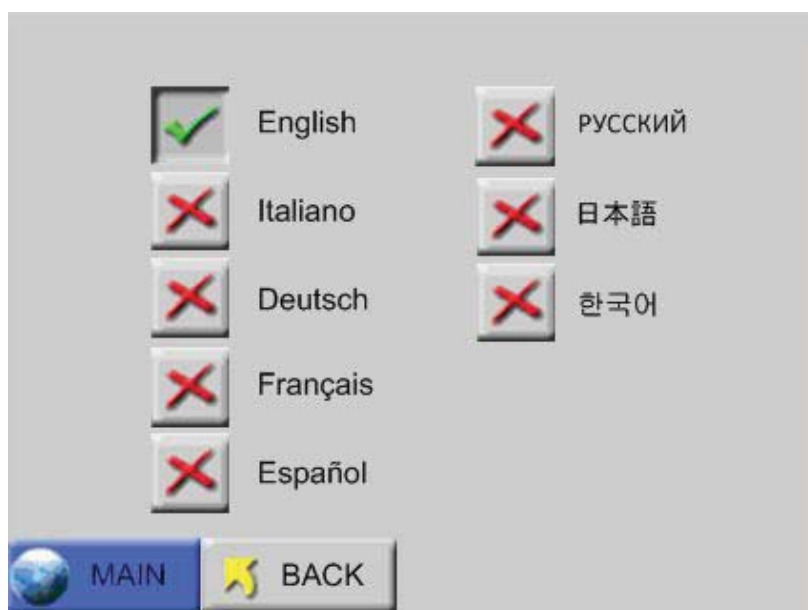 English
Italiano
Deutsch
Français
Español
РУССКИЙ
日本語
한국어
MAIN
BACK